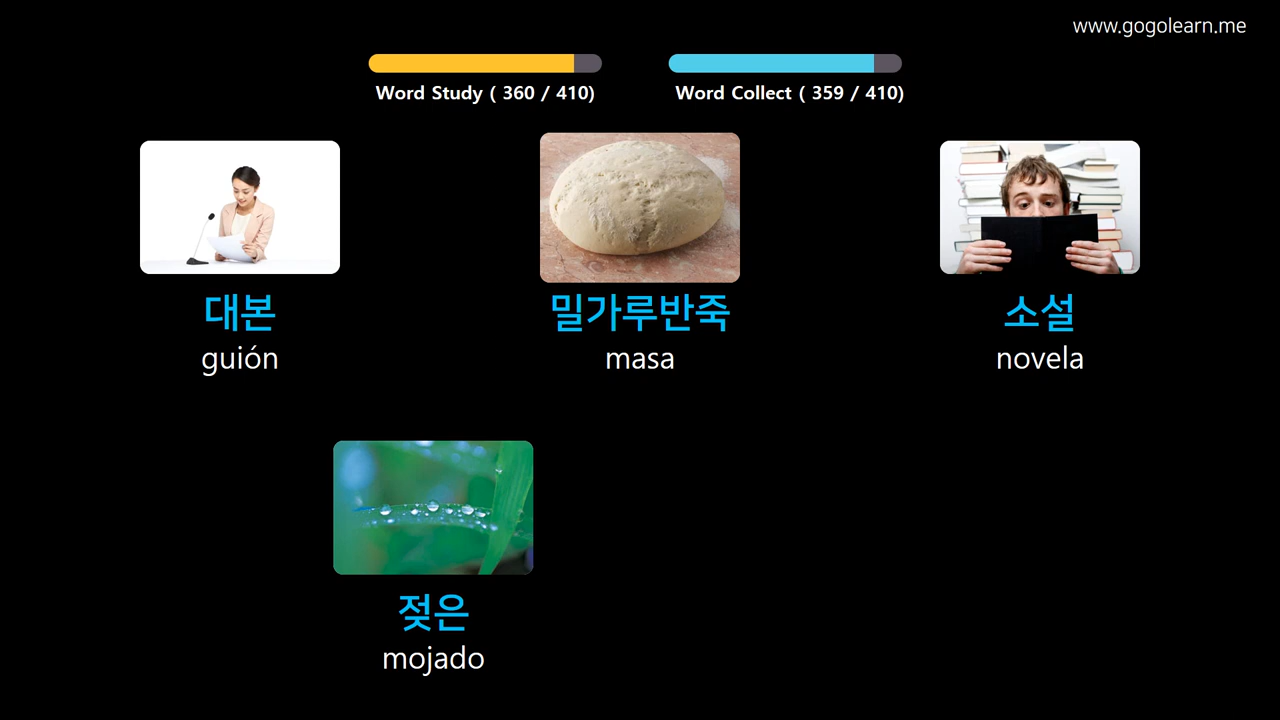 www.gogolearn.me
Word Study ( 360 / 410)
Word Collect ( 359 / 410)
대본
guión
밀가루반죽
masa
소설
novela
젖은
mojado